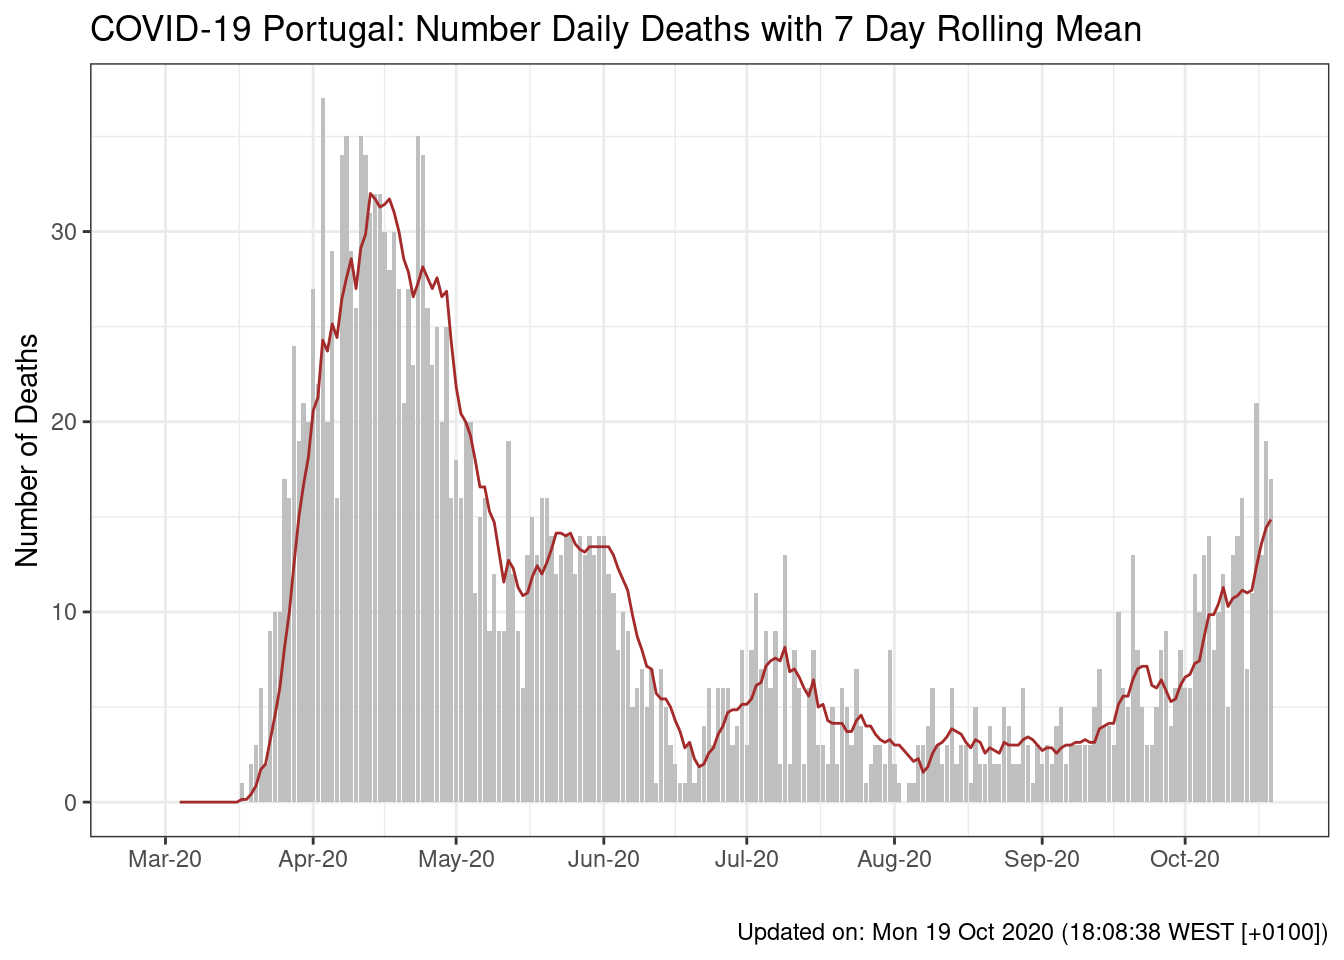 COVID-19 Portugal: Number Daily Deaths with 7 Day Rolling Mean
Number of Deaths
30
20
10
0
Mar-20 Apr-20 May-20 Jun-20 Jul-20 Aug-20 Sep-20 Oct-20
Updated on: Mon 19 Oct 2020 (18:08:38 WEST [+0100])